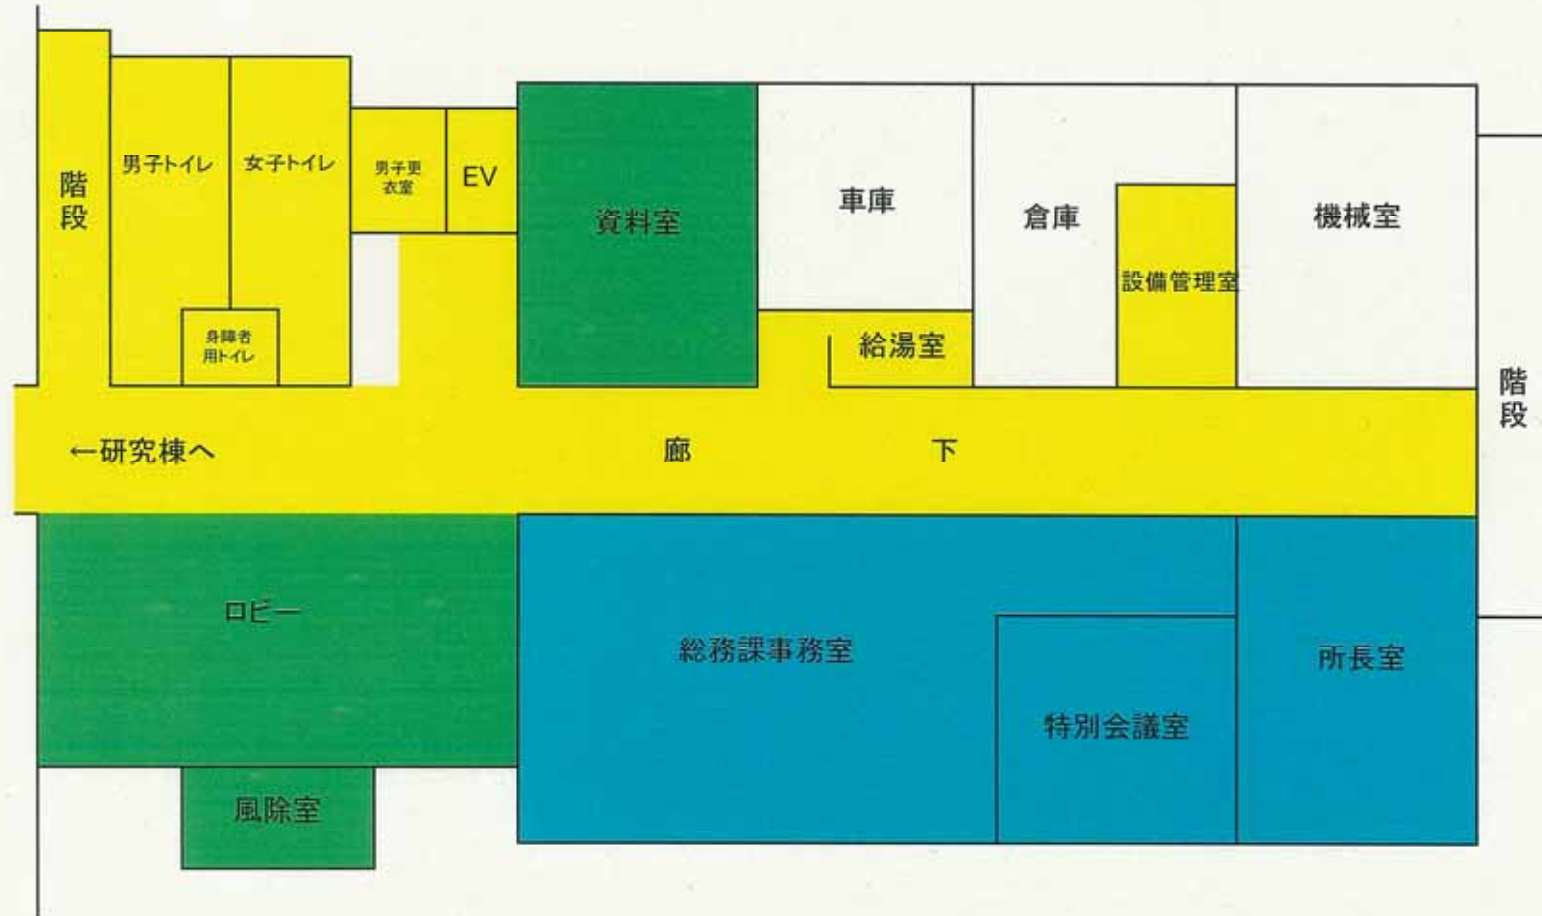 階段
男子トイレ
女子トイレ
男子更
衣室
EV
資料室
車庫
倉庫
機械室
設備管理室
身障者
用トイレ
給湯室
階段
←研究棟へ
廊下
ロビー
総務課事務室
特別会議室
所長室
風除室